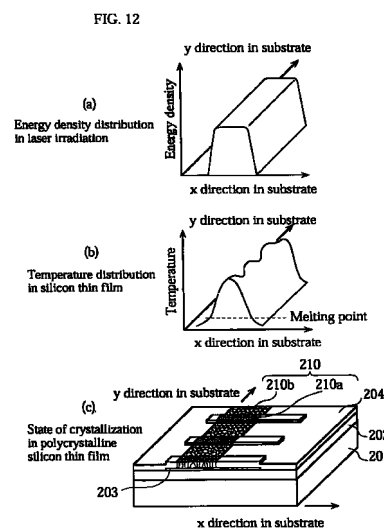 FIG. 12
y direction in substrate
(a)
Energy density distribution
in laser irradiation
Energy density
x direction in substrate
y direction in substrate
(b)
Temperature distribution
in silicon thin film
Temperature
Melting point
x direction in substrate
210
y direction in substrate
210b
210a
204
(c)
State of crystallization
in polycrystalline
silicon thin film
203
x direction in substrate